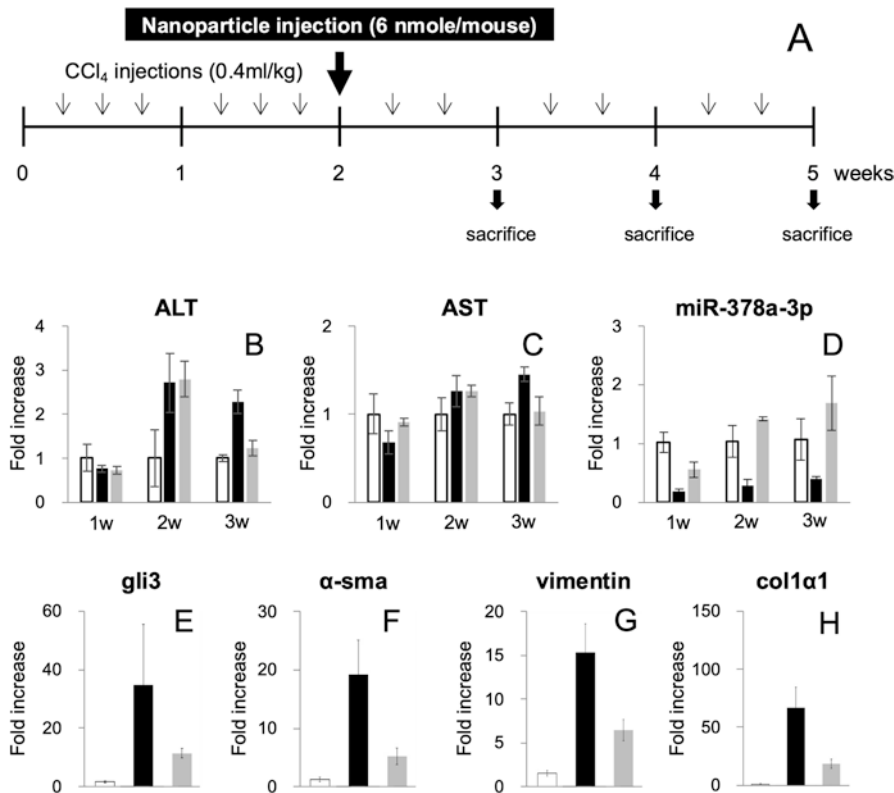 Nanoparticle injection (6 nmole/mouse)
A
CCl₄ injections (0.4ml/kg)
0 1 2 3 4 5 weeks
sacrifice sacrifice sacrifice
ALT AST miR-378a-3p
B C D
Fold increase
4
3
2
1
0
1w 2w 3w
Fold increase
2
1
0
1w 2w 3w
Fold increase
3
2
1
0
1w 2w 3w
gli3 α-sma vimentin col1α1
E F G H
Fold increase
60
40
20
0
Fold increase
30
20
10
0
Fold increase
20
15
10
5
0
Fold increase
150
100
50
0